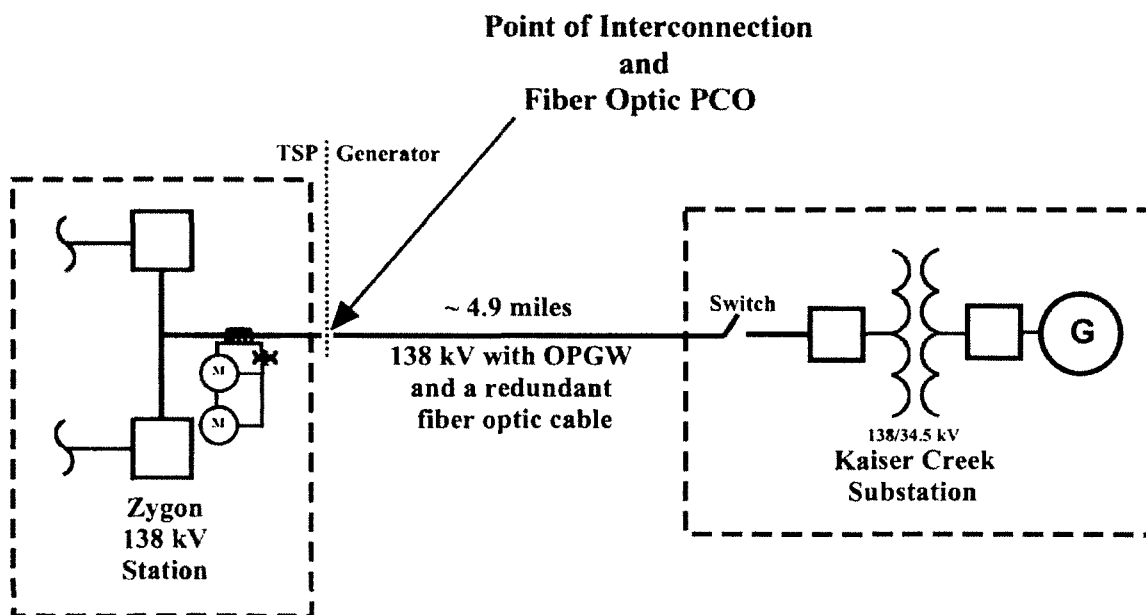 Point of Interconnection
and
Fiber Optic PCO
TSP
Generator
~ 4.9 miles
138 kV with OPGW
and a redundant
fiber optic cable
Switch
M
M
G
138/34.5 kV
Kaiser Creek
Substation
Zygon
138 kV
Station